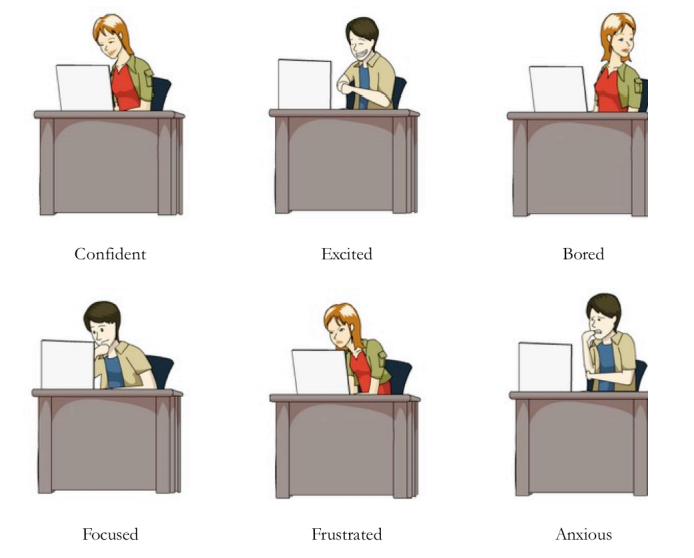 Confident
Excited
Bored
Focused
Frustrated
Anxious